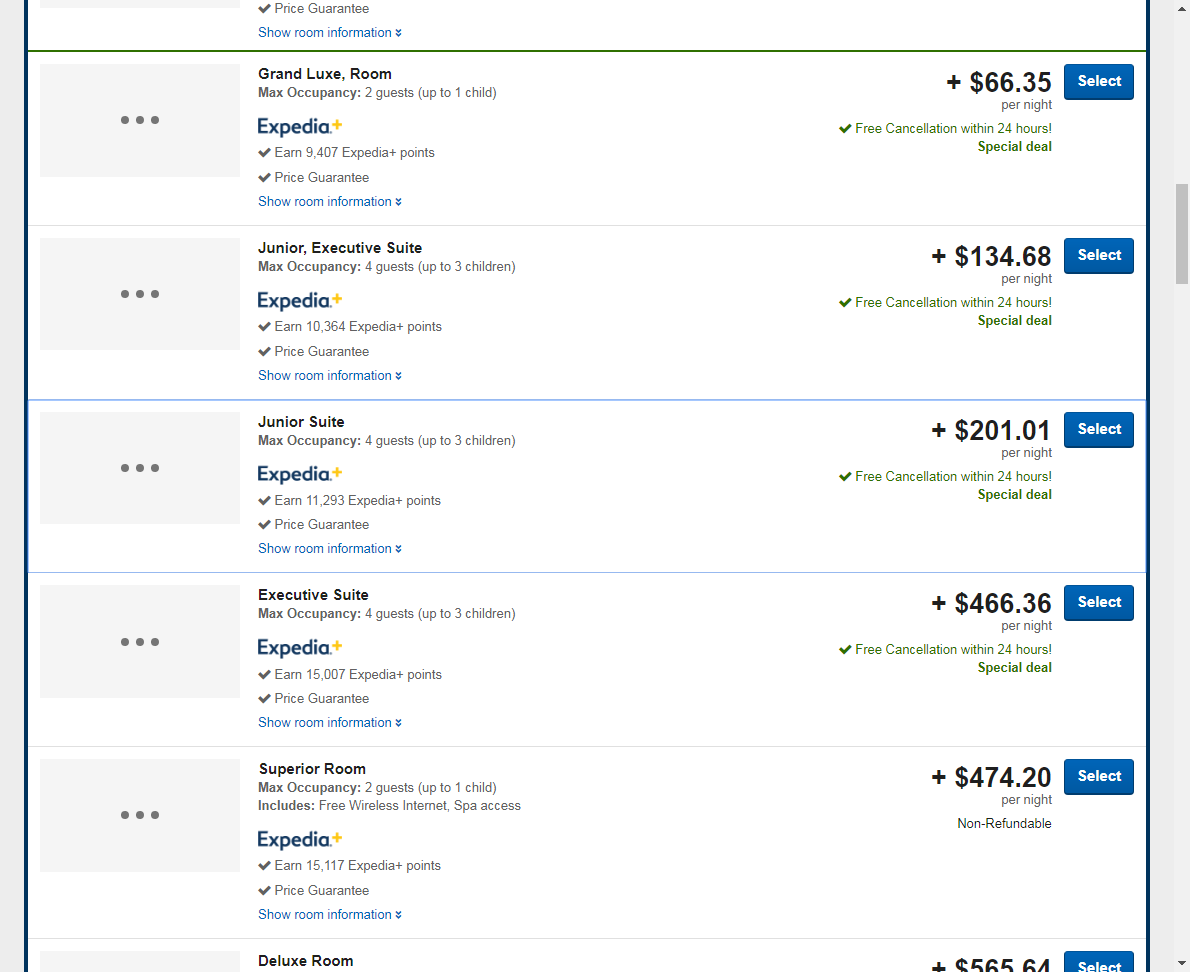 Price Guarantee
Show room information
Grand Luxe, Room
Max Occupancy: 2 guests (up to 1 child)
Expedia.+
Earn 9,407 Expedia+ points
Price Guarantee
Show room information
+ $66.35
per night
Free Cancellation within 24 hours!
Special deal
Select
Junior, Executive Suite
Max Occupancy: 4 guests (up to 3 children)
Expedia.+
Earn 10,364 Expedia+ points
Price Guarantee
Show room information
+ $134.68
per night
Free Cancellation within 24 hours!
Special deal
Select
Junior Suite
Max Occupancy: 4 guests (up to 3 children)
Expedia.+
Earn 11,293 Expedia+ points
Price Guarantee
Show room information
+ $201.01
per night
Free Cancellation within 24 hours!
Special deal
Select
Executive Suite
Max Occupancy: 4 guests (up to 3 children)
Expedia.+
Earn 15,007 Expedia+ points
Price Guarantee
Show room information
+ $466.36
per night
Free Cancellation within 24 hours!
Special deal
Select
Superior Room
Max Occupancy: 2 guests (up to 1 child)
Includes: Free Wireless Internet, Spa access
Expedia.+
Earn 15,117 Expedia+ points
Price Guarantee
Show room information
+ $474.20
per night
Non-Refundable
Select
Deluxe Room
+ $565.64
Select